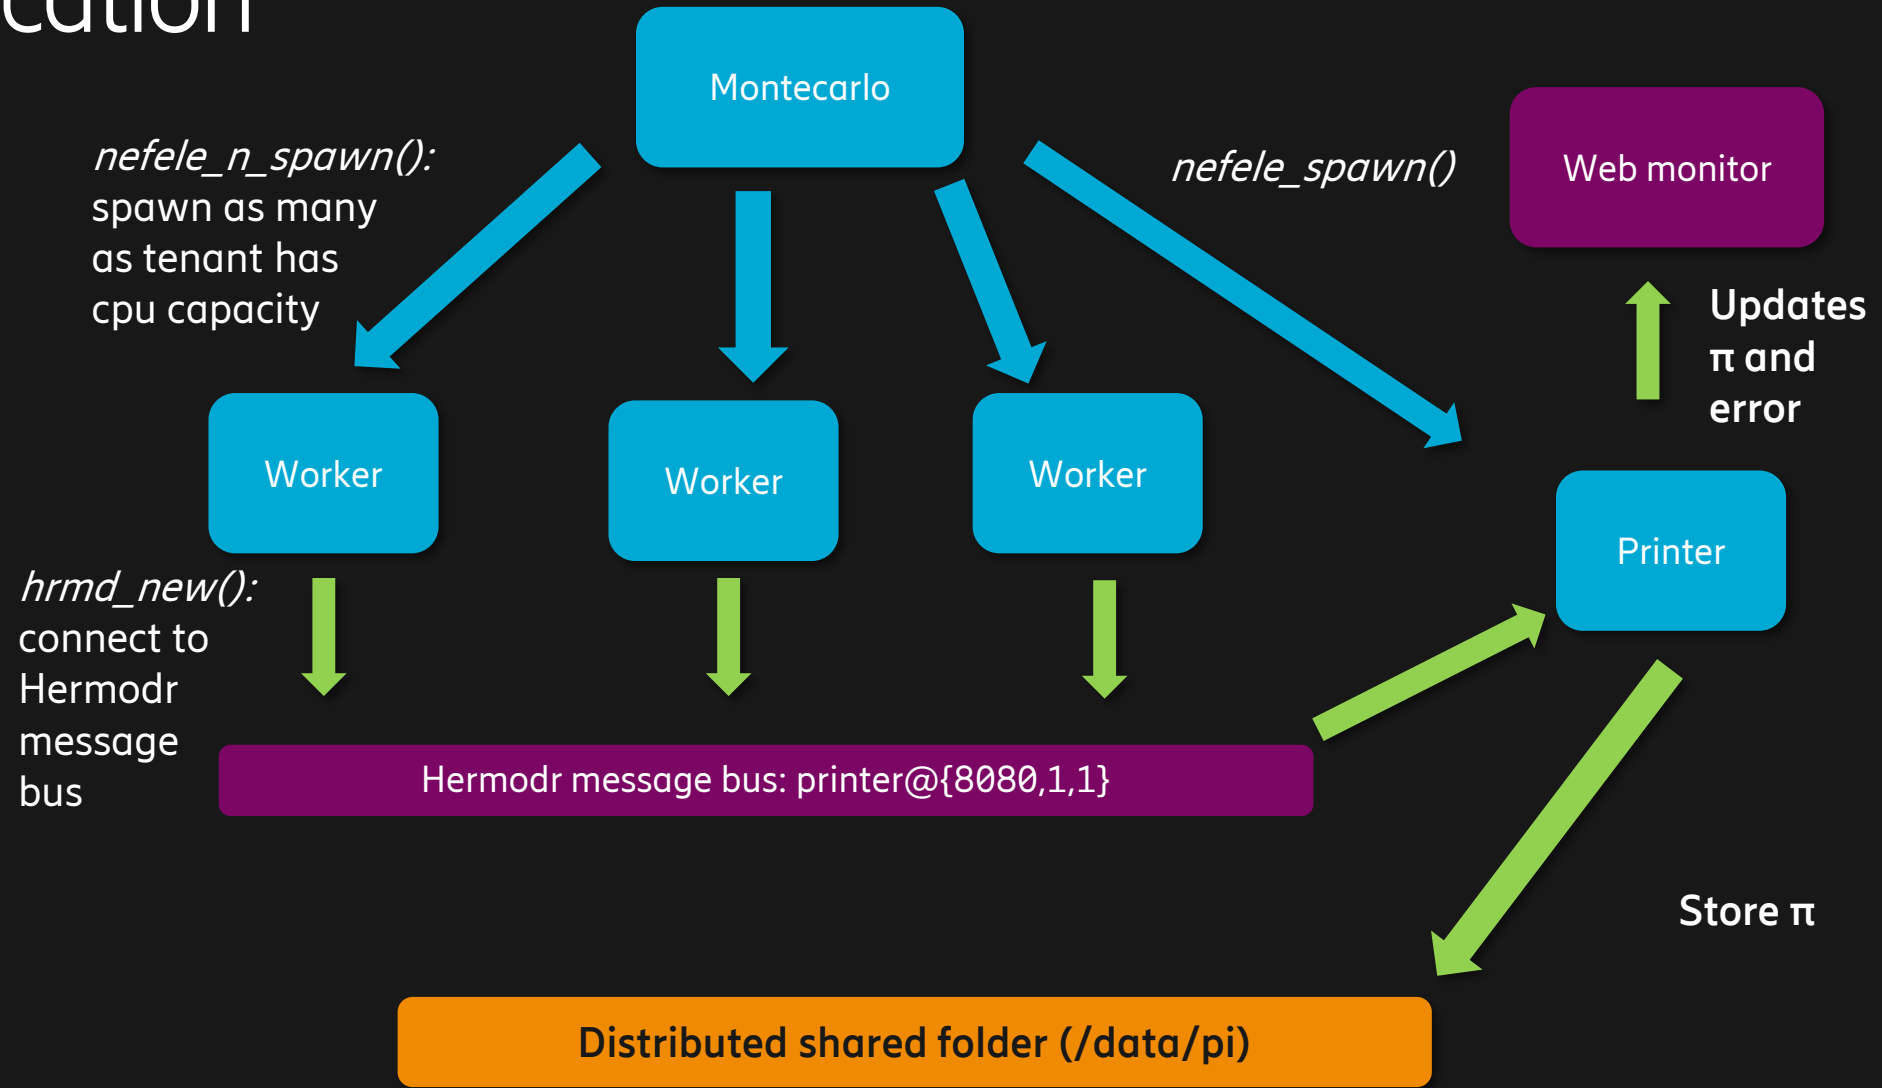 Montecarlo
nefele_n_spawn():
spawn as many
as tenant has
cpu capacity
nefele_spawn()
Web monitor
Updates
π and
error
Worker
Worker
Worker
Printer
hrmd_new():
connect to
Hermodr
message
bus
Hermodr message bus: printer@{8080,1,1}
Store π
Distributed shared folder (/data/pi)